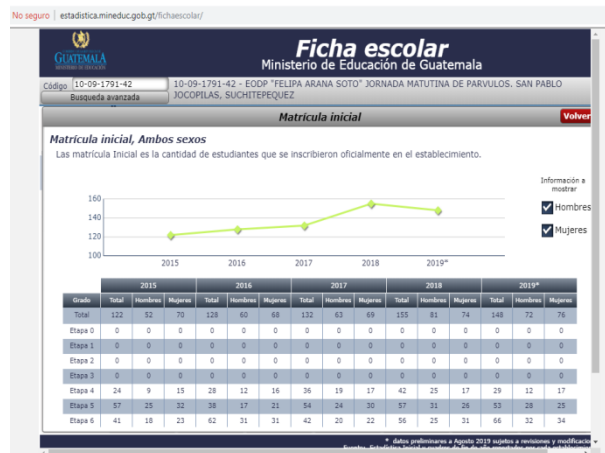 No seguro | estadistica.mineduc.gob.gt/fichaescolar/
GUATEMALA
Ficha escolar
Ministerio de Educación de Guatemala
Código 10-09-1791-42
Busqueda avanzada
10-09-1791-42 - EODP "FELIPA ARANA SOTO" JORNADA MATUTINA DE PARVULOS. SAN PABLO
JOCOPILAS, SUCHITEPEQUEZ
Matrícula inicial
Volver
Matrícula inicial, Ambos sexos
Las matrícula Inicial es la cantidad de estudiantes que se inscribieron oficialmente en el establecimiento.
Información a
mostrar
Hombres
Mujeres
160
140
120
100
2015 2016 2017 2018 2019*
2015 2016 2017 2018 2019*
Grado Total Hombres Mujeres Total Hombres Mujeres Total Hombres Mujeres Total Hombres Mujeres Total Hombres Mujeres
Total 122 52 70 128 60 68 132 63 69 155 81 74 148 72 76
Etapa 0 0 0 0 0 0 0 0 0 0 0 0 0 0 0 0
Etapa 1 0 0 0 0 0 0 0 0 0 0 0 0 0 0 0
Etapa 2 0 0 0 0 0 0 0 0 0 0 0 0 0 0 0
Etapa 3 0 0 0 0 0 0 0 0 0 0 0 0 0 0 0
Etapa 4 24 9 15 28 12 16 36 19 17 42 25 17 29 12 17
Etapa 5 57 25 32 38 17 21 54 24 30 57 31 26 53 28 25
Etapa 6 41 18 23 62 31 31 42 20 22 56 25 31 66 32 34
* datos preliminares a Agosto 2019 sujetos a revisiones y modificacio